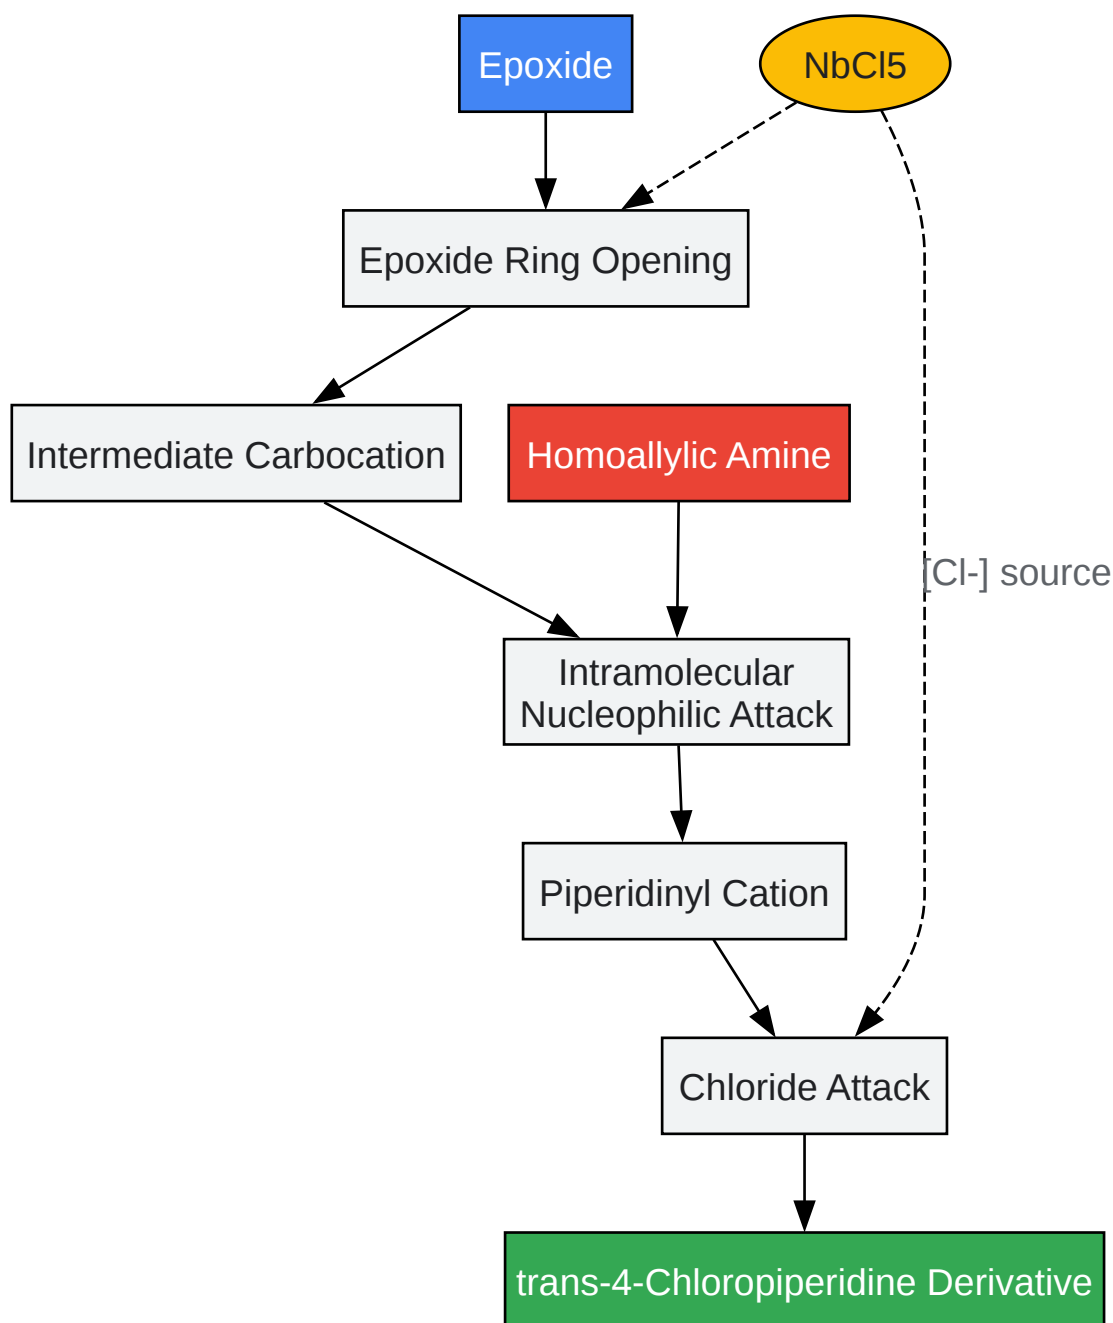 Epoxide
NbCl5
Epoxide Ring Opening
Intermediate Carbocation
Homoallylic Amine
[Cl-] source
Intramolecular
Nucleophilic Attack
Piperidinyl Cation
Chloride Attack
trans-4-Chloropiperidine Derivative